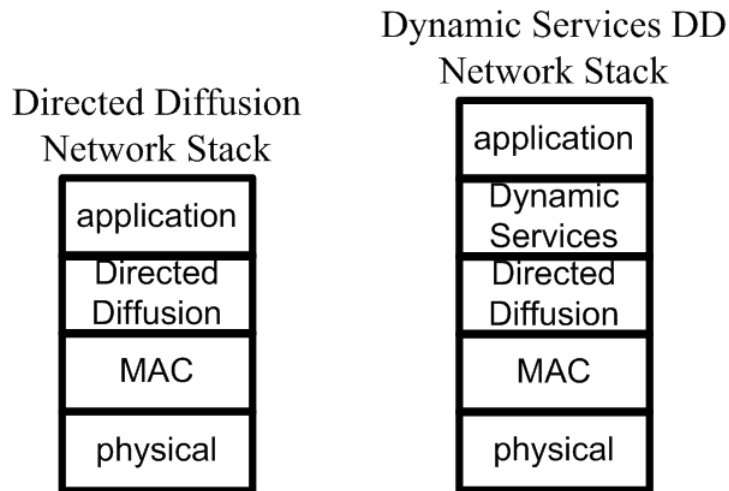 Directed Diffusion
Network Stack
application
Directed
Diffusion
MAC
physical
Dynamic Services DD
Network Stack
application
Dynamic
Services
Directed
Diffusion
MAC
physical